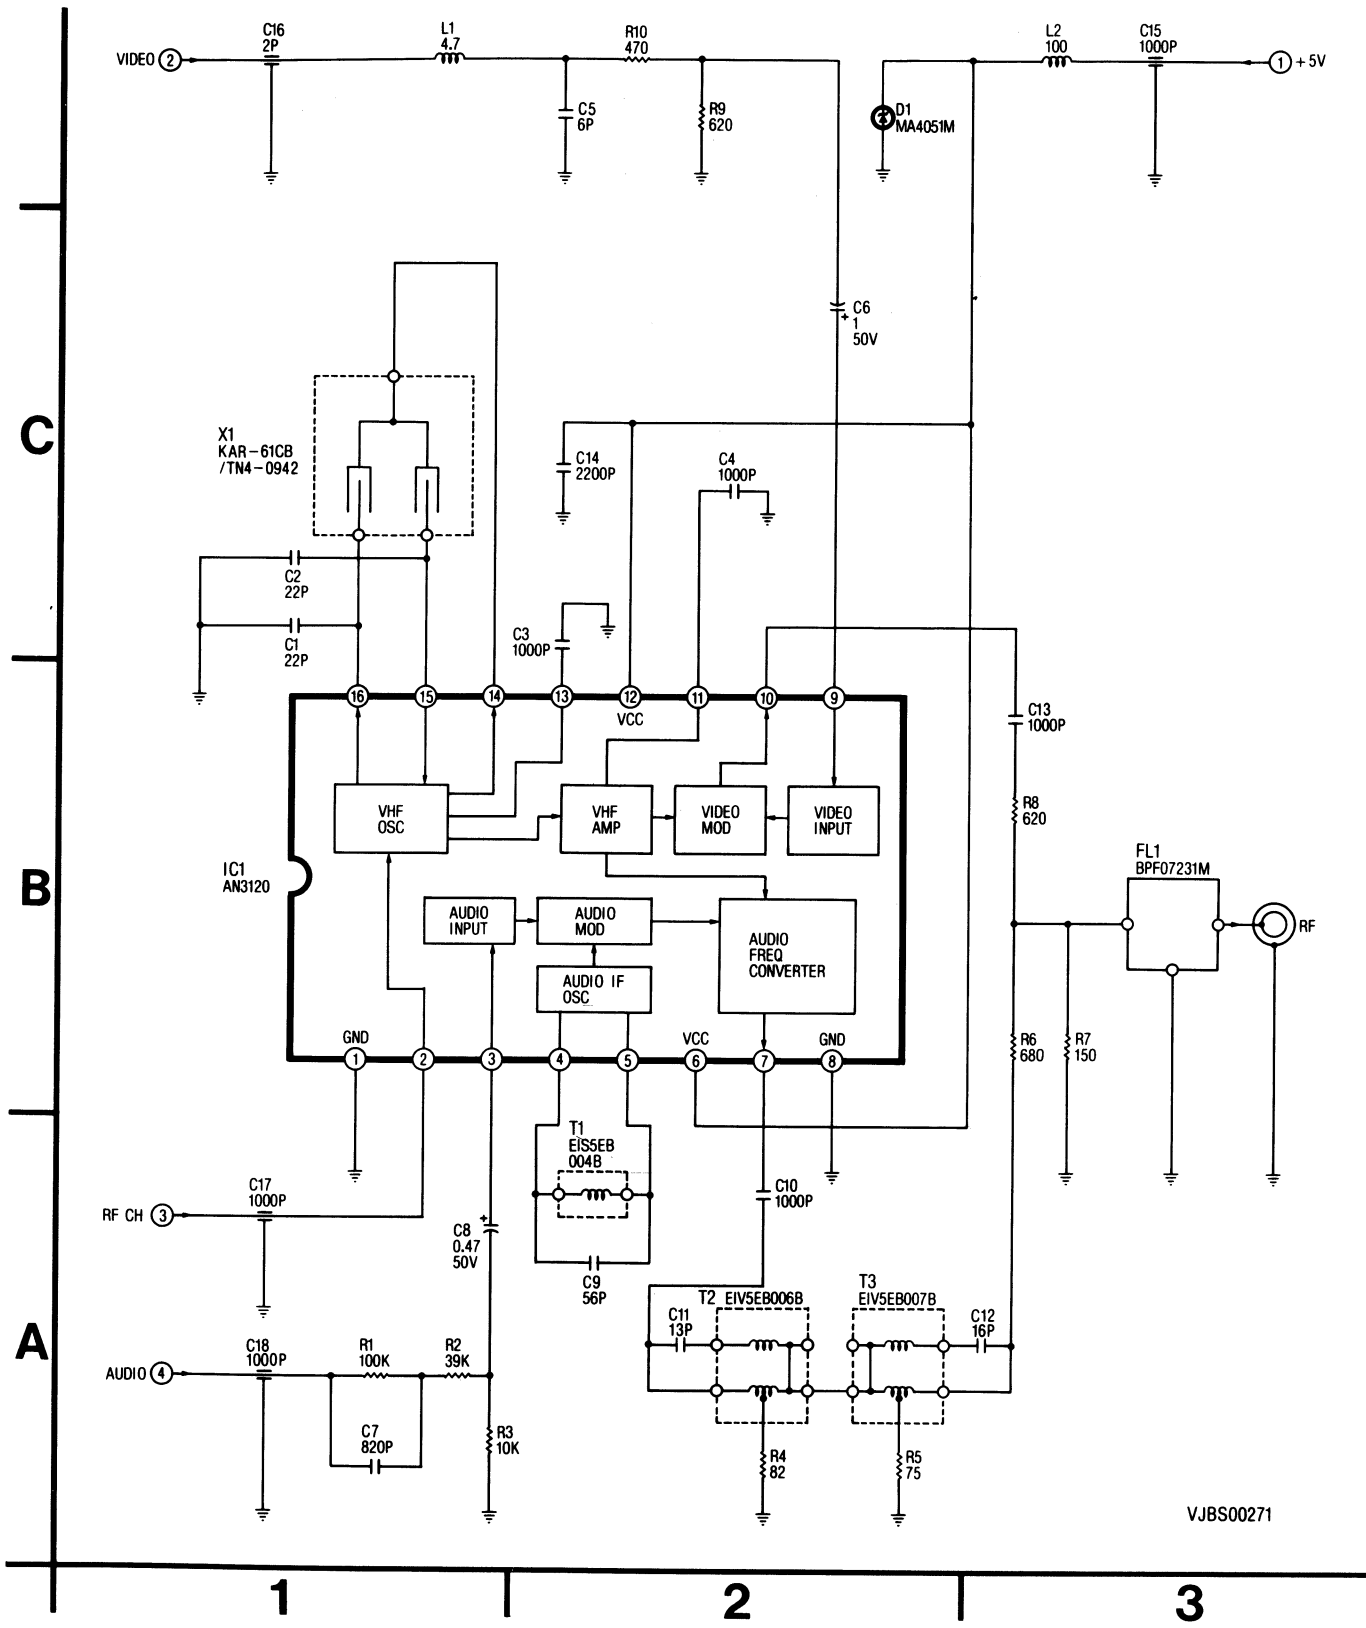 C16
2P
L1
4.7
R10
470
L2
100
C15
1000P
VIDEO 2
1 +5V
C5
6P
R9
620
D1
MA4051M
C6
+ 1
50V
C
X1
KAR-61CB
/TN4-0942
C14
2200P
C4
1000P
C2
22P
C1
22P
C3
1000P
16
15
14
13
12
11
10
9
VCC
C13
1000P
VHF
OSC
VHF
AMP
VIDEO
MOD
VIDEO
INPUT
R8
620
IC1
AN3120
B
FL1
BPF07231M
AUDIO
INPUT
AUDIO
MOD
AUDIO
FREQ
CONVERTER
RF
AUDIO IF
OSC
GND
VCC
GND
1
2
3
4
5
6
7
8
R6
680
R7
150
T1
EIS5EB
004B
C17
1000P
RF CH 3
C10
1000P
+
C8
0.47
50V
C9
56P
T2 EIV5EB006B
T3
EIV5EB007B
C11
13P
C12
16P
A
C18
1000P
R1
100K
R2
39K
AUDIO 4
C7
820P
R3
10K
R4
82
R5
75
VJBS00271
1
2
3